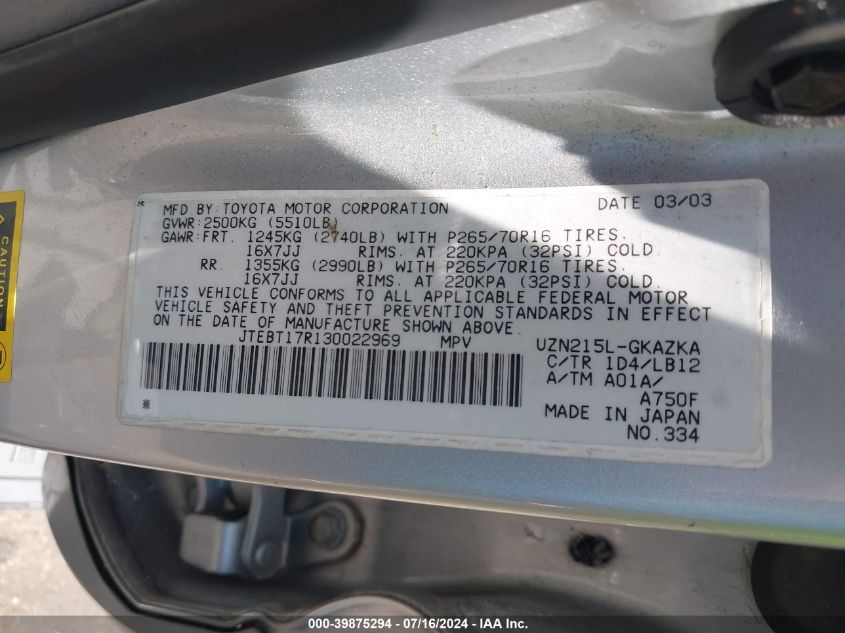 MFD.BY:TOYOTA MOTOR CORPORATION DATE 03/03
GVWR:2500KG (5510LB)
GAWR:FRT. 1245KG (2740LB) WITH P265/70R16 TIRES.
16X7JJ RIMS. AT 220KPA (32PSI) COLD.
RR. 1355KG (2990LB) WITH P265/70R16 TIRES.
16X7JJ RIMS. AT 220KPA (32PSI) COLD.
THIS VEHICLE CONFORMS TO ALL APPLICABLE FEDERAL MOTOR
VEHICLE SAFETY AND THEFT PREVENTION STANDARDS IN EFFECT
ON THE DATE OF MANUFACTURE SHOWN ABOVE.
JTEBT17R130022969 MPV UZN215L-GKAZKA
C/TR 1D4/LB12
A/TM A01A/
A750F
MADE IN JAPAN
NO.334
CAUTION
000-39875294 - 07/16/2024 - IAA Inc.